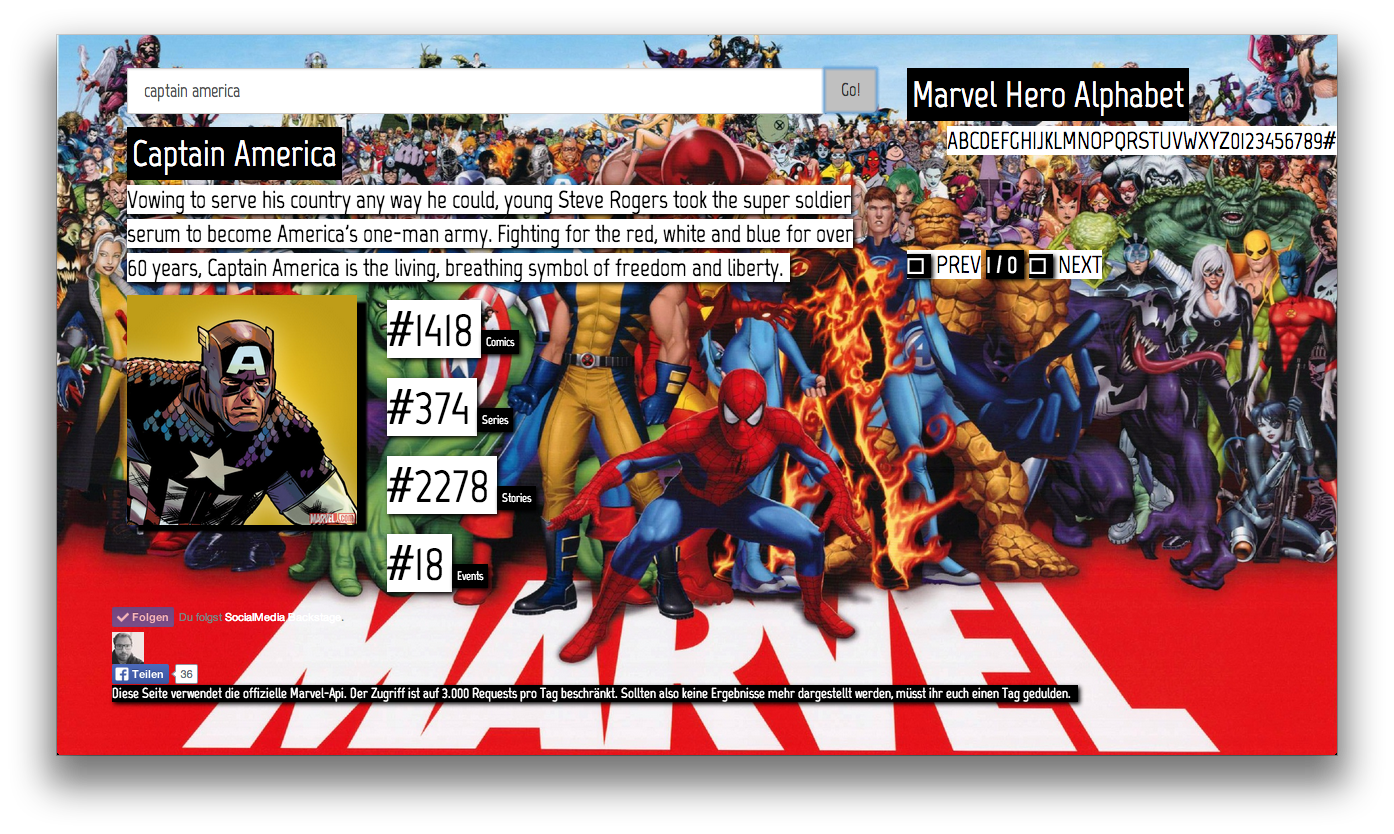 captain america
Go!
Marvel Hero Alphabet
ABCDEFGHIJKLMNOPQRSTUVWXYZ0123456789#
Captain America
Vowing to serve his country any way he could, young Steve Rogers took the super soldier
serum to become America's one-man army. Fighting for the red, white and blue for over
60 years, Captain America is the living, breathing symbol of freedom and liberty.
PREV 1 / 0 NEXT
A
#1418 Comics
#374 Series
#2278 Stories
#18 Events
MARVEL.COM
Folgen Du folgst SocialMedia Backstage.
Teilen 36
Diese Seite verwendet die offizielle Marvel-Api. Der Zugriff ist auf 3.000 Requests pro Tag beschränkt. Sollten also keine Ergebnisse mehr dargestellt werden, müsst ihr euch einen Tag gedulden.
MARVEL